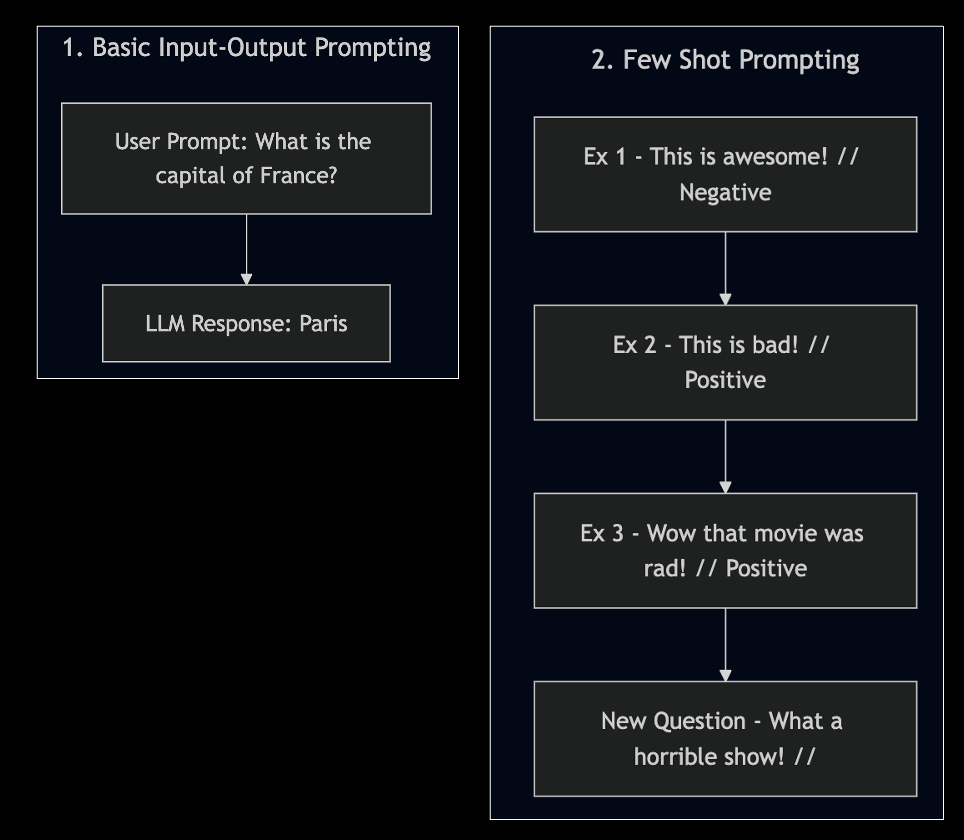 1. Basic Input-Output Prompting
User Prompt: What is the
capital of France?
LLM Response: Paris
2. Few Shot Prompting
Ex 1 - This is awesome! //
Negative
Ex 2 - This is bad! //
Positive
Ex 3 - Wow that movie was
rad! // Positive
New Question - What a
horrible show! //